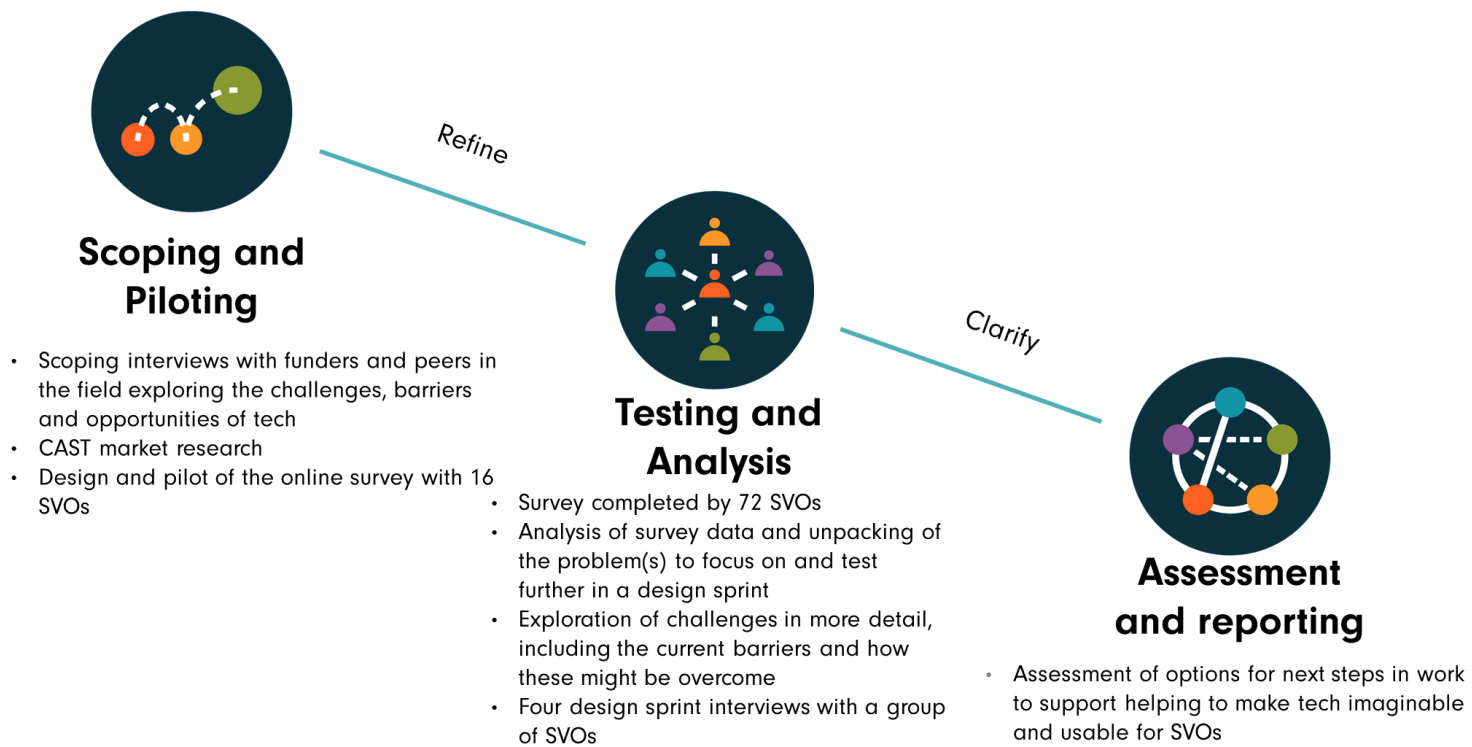 Scoping and
Piloting
• Scoping interviews with funders and peers in
the field exploring the challenges, barriers
and opportunities of tech
• CAST market research
• Design and pilot of the online survey with 16
SVOs
Refine
Testing and
Analysis
• Survey completed by 72 SVOs
• Analysis of survey data and unpacking of
the problem(s) to focus on and test
further in a design sprint
• Exploration of challenges in more detail,
including the current barriers and how
these might be overcome
• Four design sprint interviews with a group
of SVOs
Clarify
Assessment
and reporting
• Assessment of options for next steps in work
to support helping to make tech imaginable
and usable for SVOs